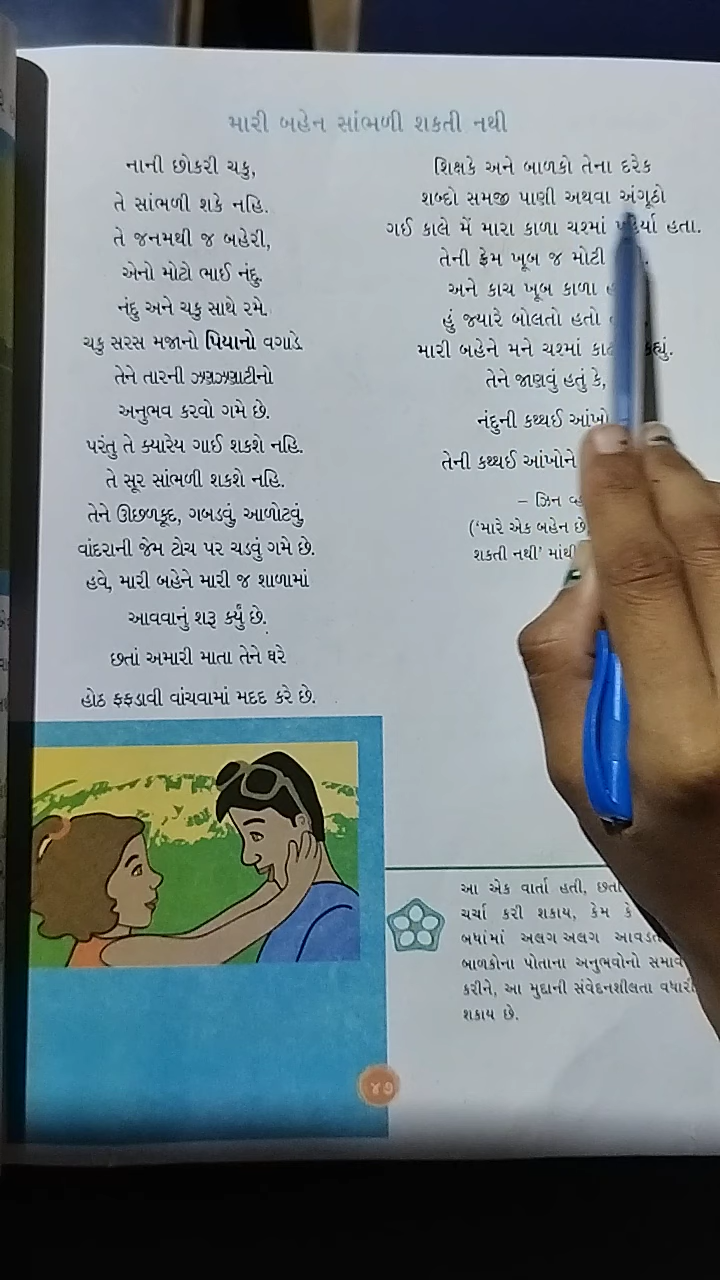 મારી બહેન સાંભળી શકતી નથી
નાની છોકરી ચકુ,
તે સાંભળી શકે નહિ.
તે જનમથી જ બહેરી,
એનો મોટો ભાઈ નંદુ.
નંદુ અને ચકુ સાથે રમે.
ચકુ સરસ મજાનો પિયાનો વગાડે
તેને તારની ઝણઝણાટીનો
અનુભવ કરવો ગમે છે.
પરંતુ તે ક્યારેય ગાઈ શકશે નહિ.
તે સૂર સાંભળી શકશે નહિ.
તેને ઊછળકૂદ, ગબડવું, આળોટવું,
વાંદરાની જેમ ટોચ પર ચડવું ગમે છે.
હવે, મારી બહેને મારી જ શાળામાં
આવવાનું શરૂ કર્યું છે.
છતાં અમારી માતા તેને ઘરે
હોઠ ફફડાવી વાંચવામાં મદદ કરે છે.
શિક્ષકે અને બાળકો તેના દરેક
શબ્દો સમજી પાણી અથવા અંગૂઠો
ગઈ કાલે મેં મારા કાળા ચશ્માં હતા.
તેની ફ્રેમ ખૂબ જ મોટી
અને કાચ ખૂબ કાળા
હું જ્યારે બોલતો હતો
મારી બહેને મને ચશ્માં કહ્યું.
તેને જાણવું હતું કે,
નંદુની કથ્થઈ આંખો
તેની કથ્થઈ આંખોને
– ઝિન
('મારે એક બહેન છે
શકતી નથી' માંથી
આ એક વાર્તા હતી,
ચર્ચા કરી શકાય, કેમ કે
બધાંમાં અલગ અલગ
બાળકોના પોતાના અનુભવોનો
કરીને, આ મુદ્દાની સંવેદનશીલતા
શકાય છે.
૪૭